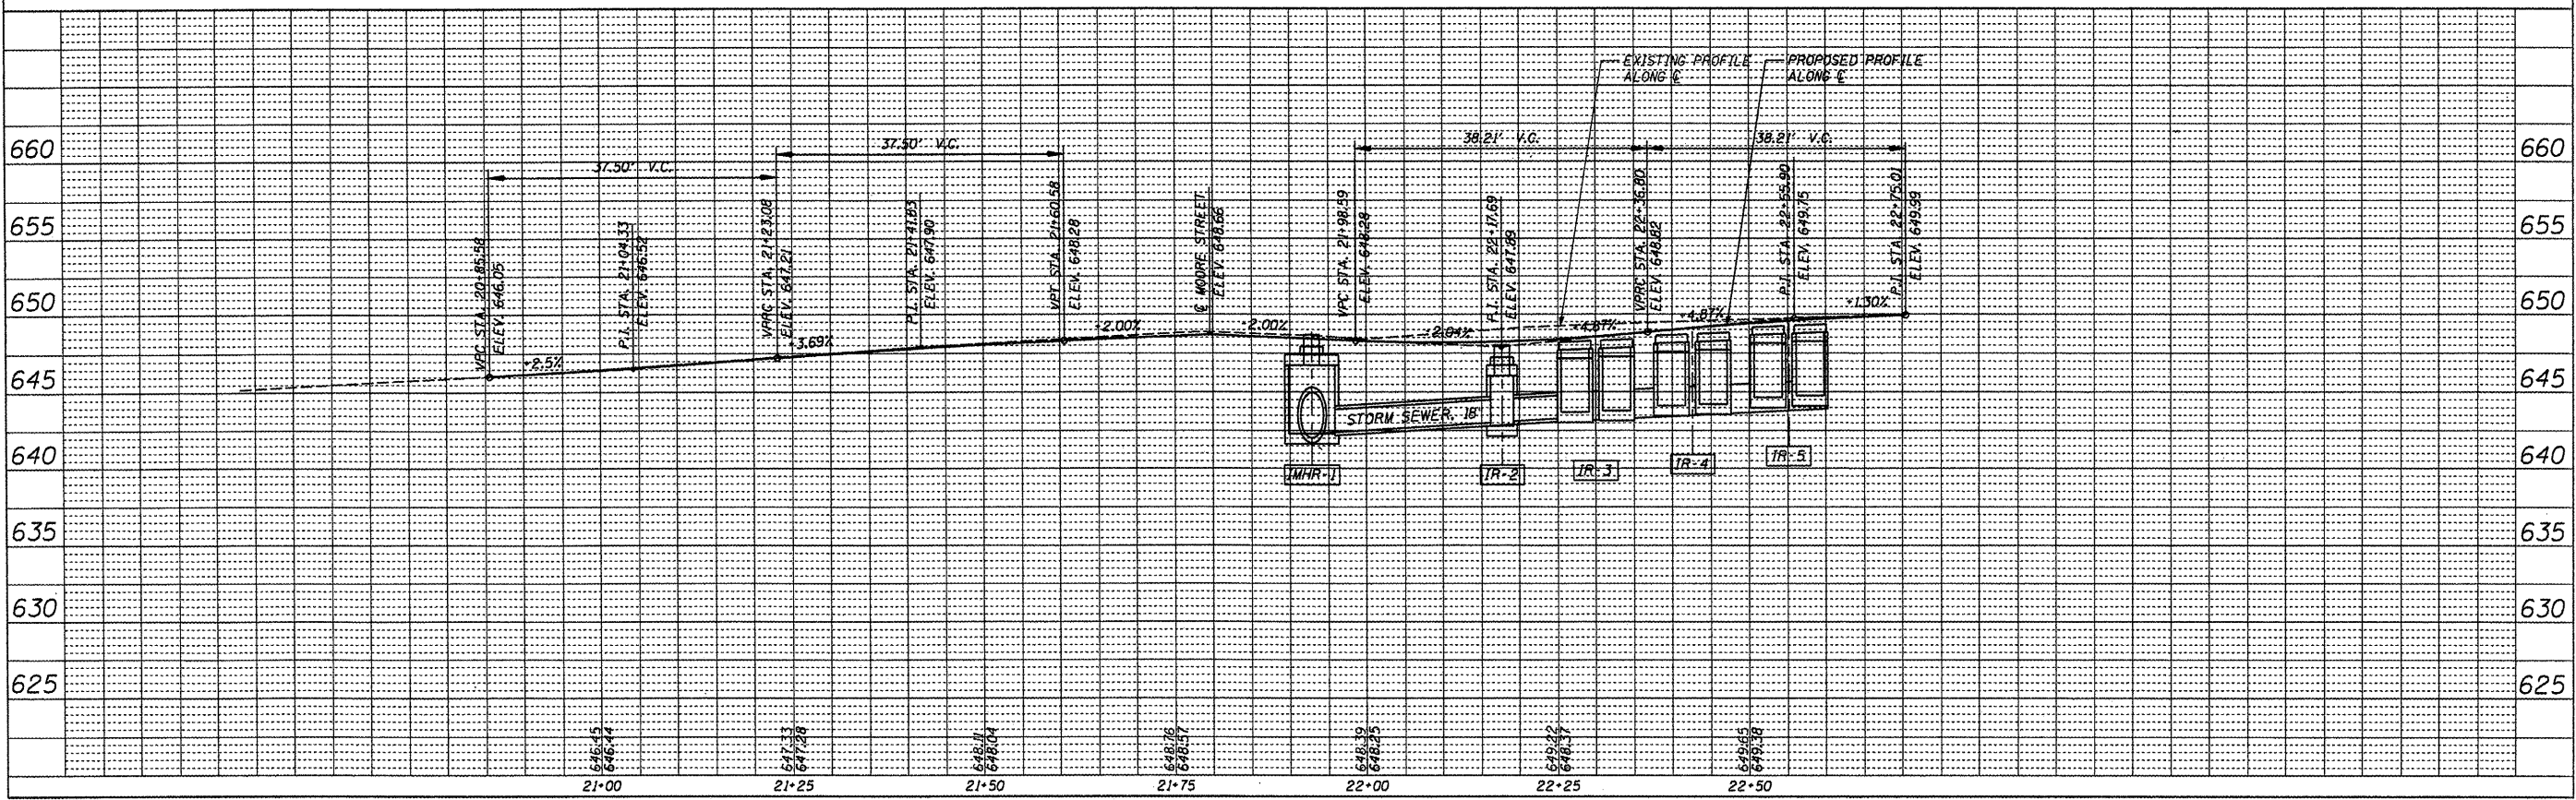 EXISTING PROFILE
ALONG ℄
PROPOSED PROFILE
ALONG ℄
660
655
650
645
640
635
630
625
660
655
650
645
640
635
630
625
37.50' V.C.
37.50' V.C.
38.21' V.C.
38.21' V.C.
VPC STA. 20+85.58
ELEV. 646.05
P.I. STA. 21+04.33
ELEV. 646.52
VPRC STA. 21+23.08
ELEV. 647.21
P.I. STA. 21+41.83
ELEV. 647.90
VPT STA. 21+60.58
ELEV. 648.28
℄ MOORE STREET
ELEV. 648.66
VPC STA. 21+98.59
ELEV. 648.28
P.I. STA. 22+17.69
ELEV. 647.89
VPRC STA. 22+36.80
ELEV. 648.82
P.I. STA. 22+55.90
ELEV. 649.75
P.I. STA. 22+75.01
ELEV. 649.99
+2.5%
+3.69%
+2.00%
-2.00%
-2.04%
+4.87%
+4.87%
+1.30%
STORM SEWER, 18"
IMHR-1
IR-2
IR-3
IR-4
IR-5
646.45
646.44
647.33
647.28
648.11
648.04
648.76
648.57
648.39
648.25
649.22
648.37
649.65
649.38
21+00
21+25
21+50
21+75
22+00
22+25
22+50